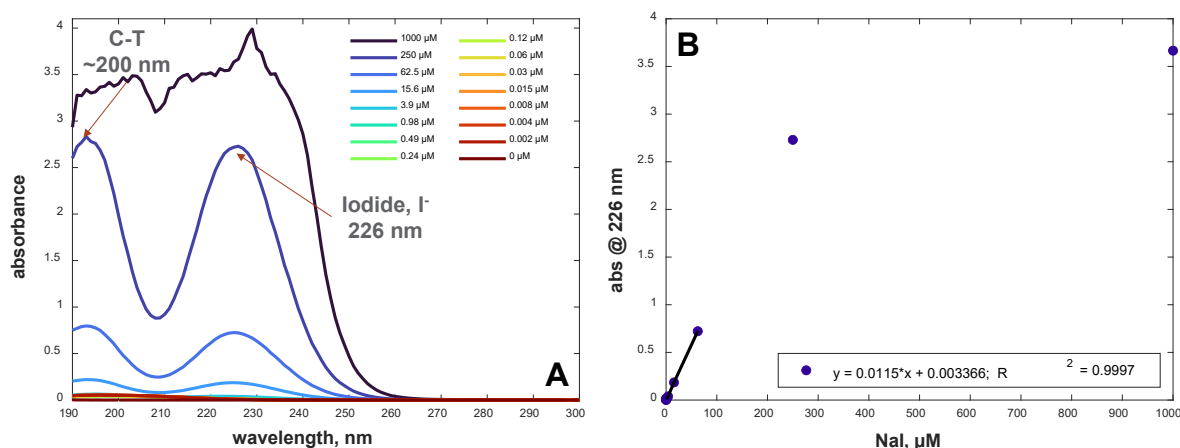 C-T
~200 nm
1000 µM
250 µM
62.5 µM
15.6 µM
3.9 µM
0.98 µM
0.49 µM
0.24 µM
0.12 µM
0.06 µM
0.03 µM
0.015 µM
0.008 µM
0.004 µM
0.002 µM
0 µM
Iodide, I-
226 nm
A
4
3.5
3
2.5
2
1.5
1
0.5
0
absorbance
190 200 210 220 230 240 250 260 270 280 290 300
wavelength, nm
B
4
3.5
3
2.5
2
1.5
1
0.5
0
abs @ 226 nm
y = 0.0115*x + 0.003366; R 2 = 0.9997
0 100 200 300 400 500 600 700 800 900 1000
NaI, µM